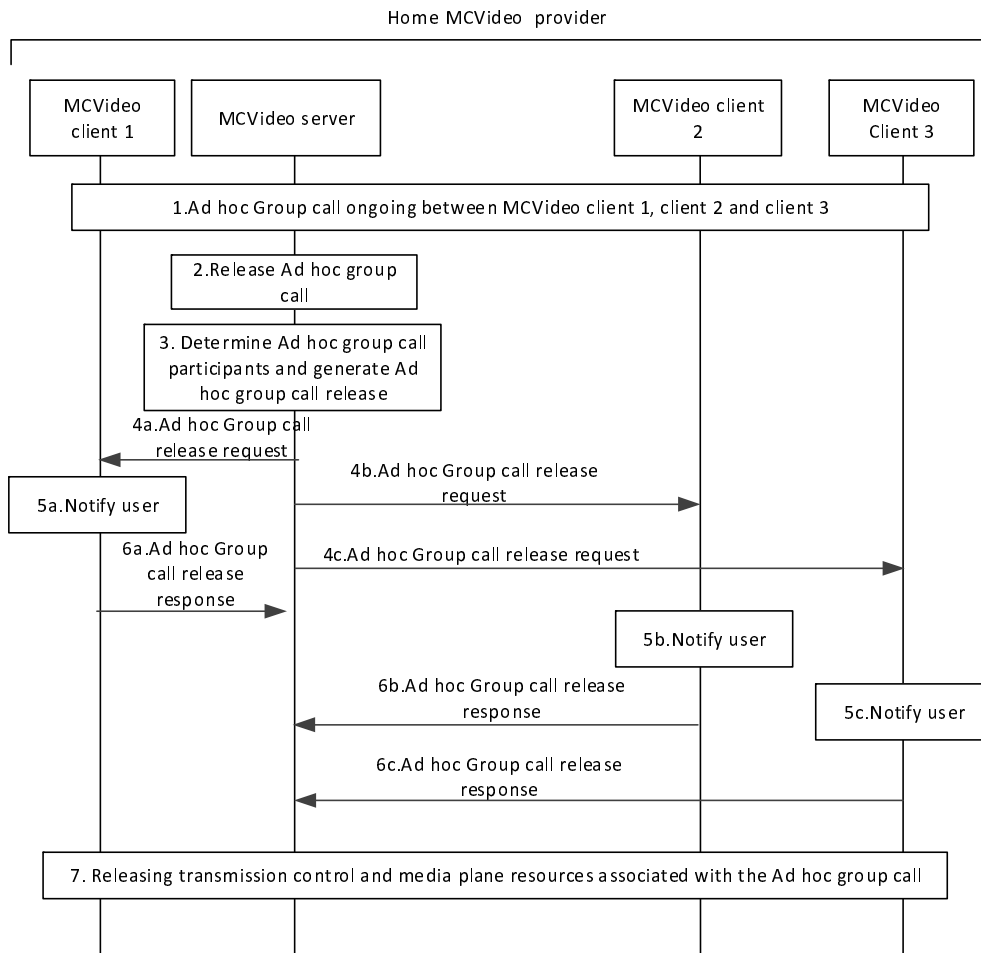 Home MCVideo provider
MCVideo
client 1
MCVideo server
MCVideo client
2
MCVideo
Client 3
1.Ad hoc Group call ongoing between MCVideo client 1, client 2 and client 3
2.Release Ad hoc group
call
3. Determine Ad hoc group call
participants and generate Ad
hoc group call release
4a.Ad hoc Group call
release request
4b.Ad hoc Group call release
request
5a.Notify user
6a.Ad hoc Group
call release
response
4c.Ad hoc Group call release request
5b.Notify user
6b.Ad hoc Group call release
response
5c.Notify user
6c.Ad hoc Group call release
response
7. Releasing transmission control and media plane resources associated with the Ad hoc group call